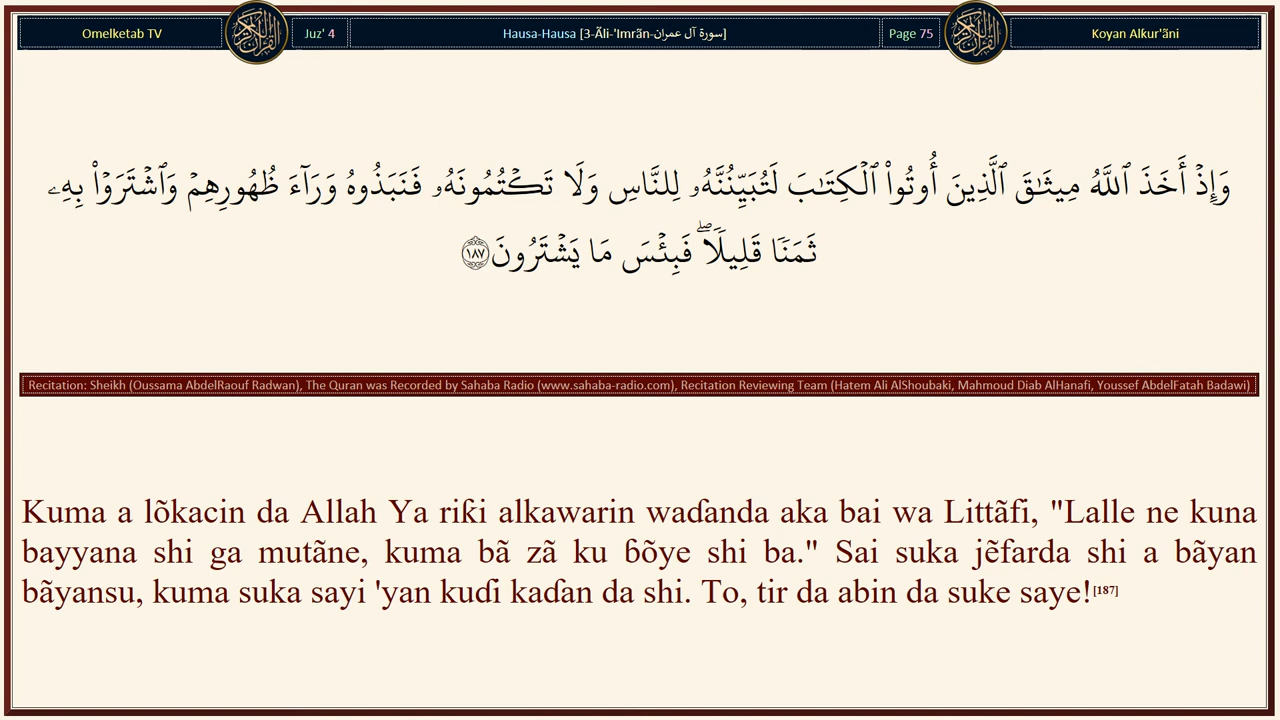 Omelketab TV
Juz' 4
Hausa-Hausa [3-Ãli-'Imrãn-سورة آل عمران]
Page 75
Koyan Alƙur'ãni
وَإِذۡ أَخَذَ ٱللَّهُ مِيثَٰقَ ٱلَّذِينَ أُوتُواْ ٱلۡكِتَٰبَ لَتُبَيِّنُنَّهُۥ لِلنَّاسِ وَلَا تَكۡتُمُونَهُۥ فَنَبَذُوهُ وَرَآءَ ظُهُورِهِمۡ وَٱشۡتَرَوۡاْ بِهِۦ
ثَمَنٗا قَلِيلٗاۖ فَبِئۡسَ مَا يَشۡتَرُونَ ١٨٧
Recitation: Sheikh (Oussama AbdelRaouf Radwan), The Quran was Recorded by Sahaba Radio (www.sahaba-radio.com), Recitation Reviewing Team (Hatem Ali AlShoubaki, Mahmoud Diab AlHanafi, Youssef AbdelFatah Badawi)
Kuma a lõkacin da Allah Ya riƙi alkawarin waɗanda aka bai wa Littãfi, "Lalle ne kuna
bayyana shi ga mutãne, kuma bã zã ku ɓõye shi ba." Sai suka jẽfarda shi a bãyan
bãyansu, kuma suka sayi 'yan kuɗi kaɗan da shi. To, tir da abin da suke saye![187]